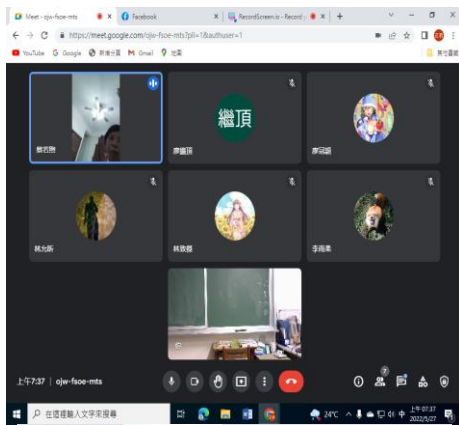 Meet - ojw-fsoe-mts
Facebook
RecordScreen.io - Record y
https://meet.google.com/ojw-fsoe-mts?pli=1&authuser=1
YouTube
Google
新增分頁
Gmail
地圖
其他書籤
繼頂
廖繼頂
上午7:37 | ojw-fsoe-mts
7
在這裡輸入文字來搜尋
24°C
中
上午 07:37
2022/5/27